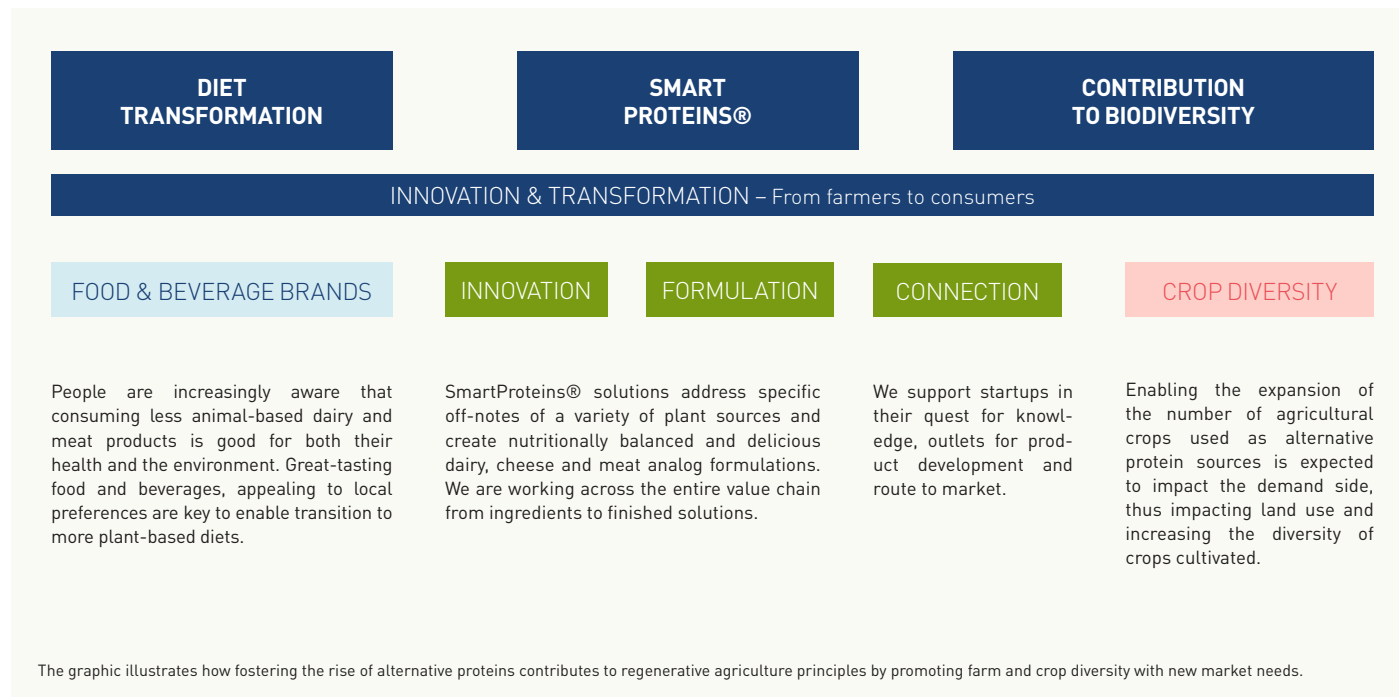 DIET
TRANSFORMATION
SMART
PROTEINS®
CONTRIBUTION
TO BIODIVERSITY
INNOVATION & TRANSFORMATION – From farmers to consumers
FOOD & BEVERAGE BRANDS
INNOVATION
FORMULATION
CONNECTION
CROP DIVERSITY
People are increasingly aware that
consuming less animal-based dairy and
meat products is good for both their
health and the environment. Great-tasting
food and beverages, appealing to local
preferences are key to enable transition to
more plant-based diets.
SmartProteins® solutions address specific
off-notes of a variety of plant sources and
create nutritionally balanced and delicious
dairy, cheese and meat analog formulations.
We are working across the entire value chain
from ingredients to finished solutions.
We support startups in
their quest for knowl-
edge, outlets for prod-
uct development and
route to market.
Enabling the expansion of
the number of agricultural
crops used as alternative
protein sources is expected
to impact the demand side,
thus impacting land use and
increasing the diversity of
crops cultivated.
The graphic illustrates how fostering the rise of alternative proteins contributes to regenerative agriculture principles by promoting farm and crop diversity with new market needs.